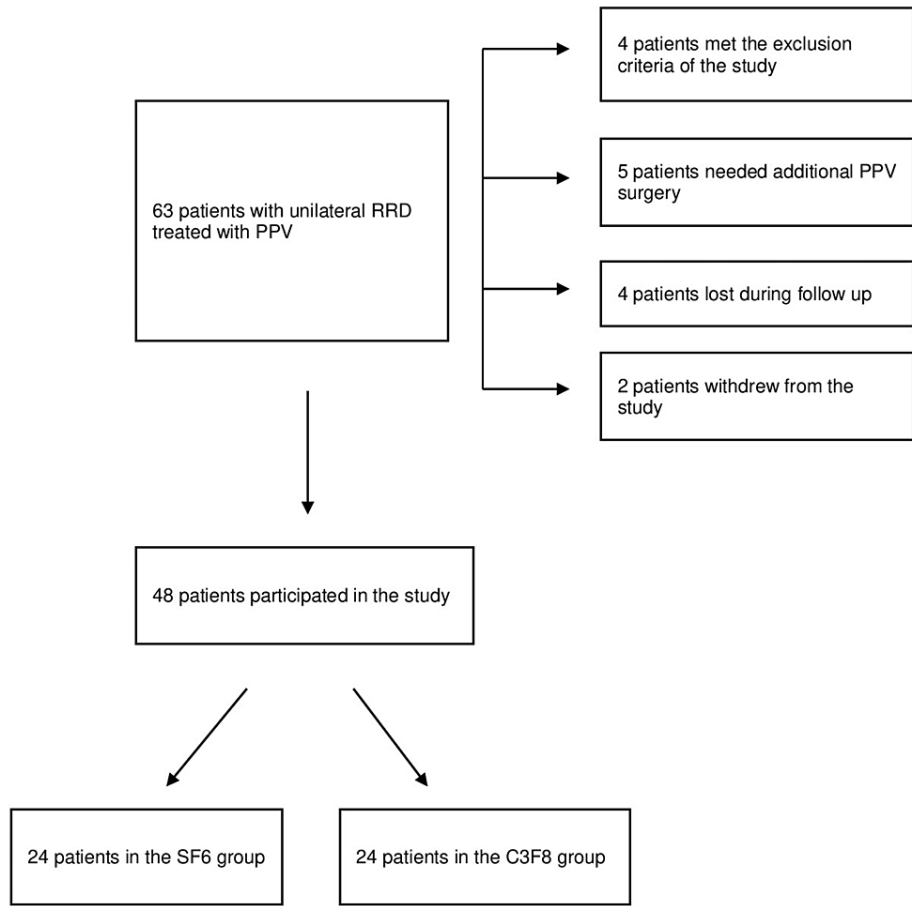 4 patients met the exclusion
criteria of the study
63 patients with unilateral RRD
treated with PPV
5 patients needed additional PPV
surgery
4 patients lost during follow up
2 patients withdrew from the
study
48 patients participated in the study
24 patients in the SF6 group
24 patients in the C3F8 group